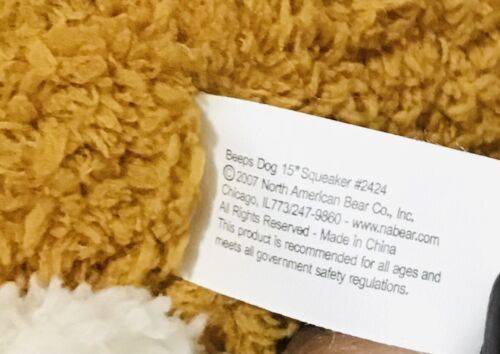 Beeps Dog 15" Squeaker #2424
©2007 North American Bear Co., Inc.
Chicago, IL773/247-9860 - www.nabear.com
All Rights Reserved - Made in China
This product is recommended for all ages and
meets all government safety regulations.